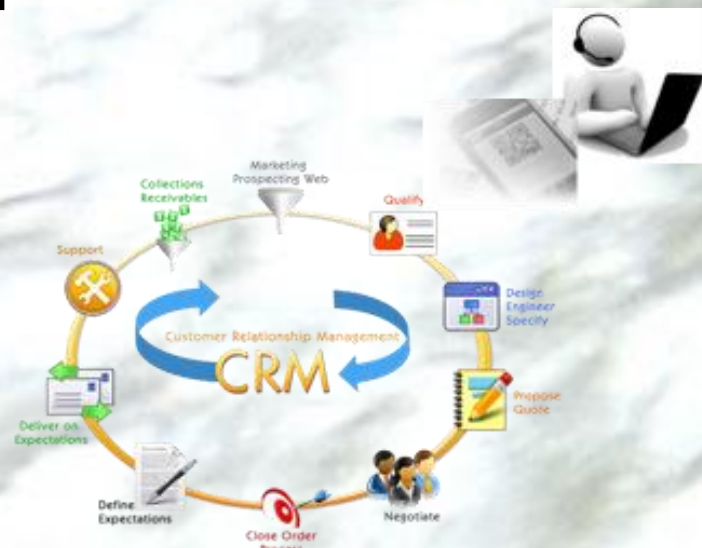 Marketing
Prospecting Web
Collections
Receivables
Qualify
Support
Design
Engineer
Specify
Customer Relationship Management
CRM
Propose
Quote
Deliver on
Expectations
Define
Expectations
Negotiate
Close Order
Process